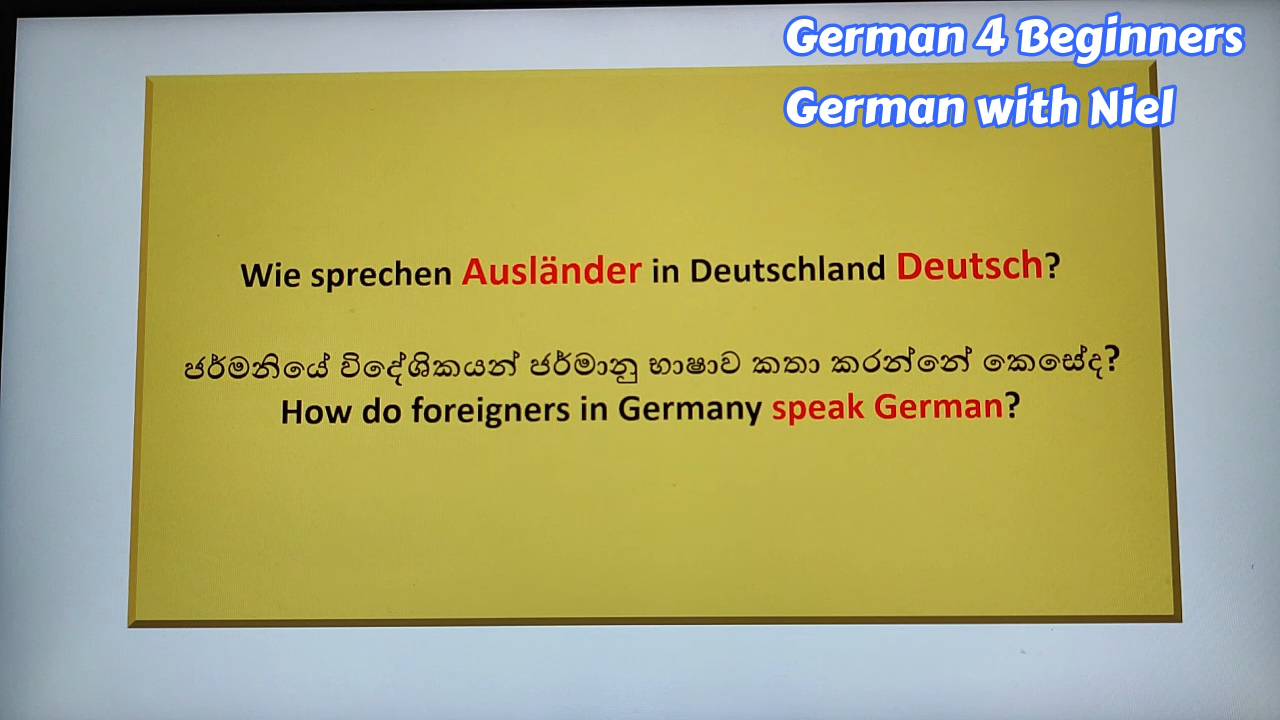 German 4 Beginners
German with Niel
Wie sprechen Ausländer in Deutschland Deutsch?
ජර්මනියේ විදේශිකයන් ජර්මානු භාෂාව කතා කරන්නේ කෙසේද?
How do foreigners in Germany speak German?